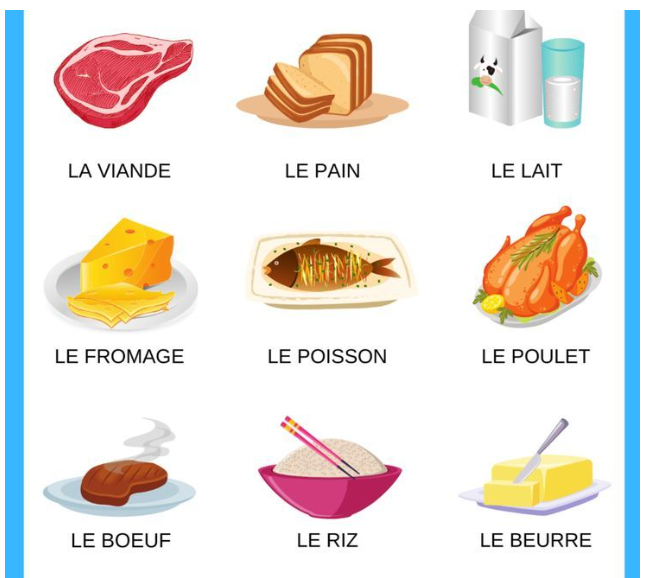 LA VIANDE
LE PAIN
LE LAIT
LE FROMAGE
LE POISSON
LE POULET
LE BOEUF
LE RIZ
LE BEURRE